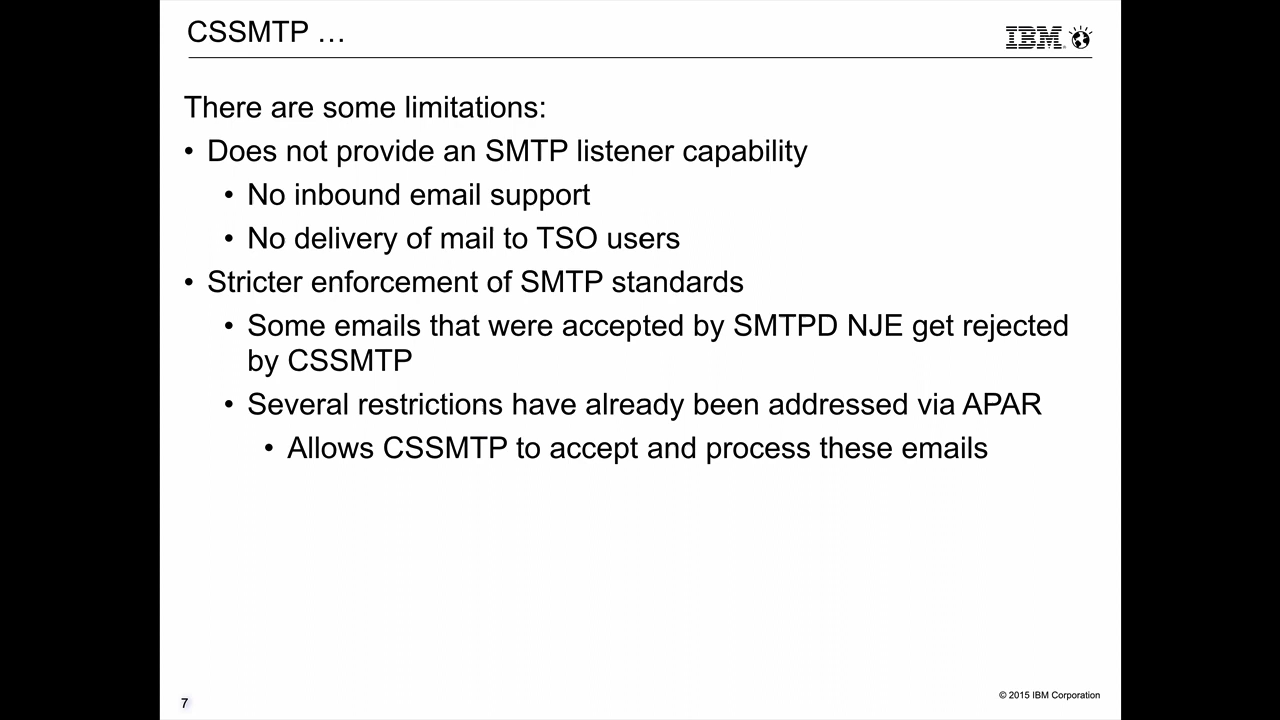 CSSMTP …
IBM
There are some limitations:
• Does not provide an SMTP listener capability
• No inbound email support
• No delivery of mail to TSO users
• Stricter enforcement of SMTP standards
• Some emails that were accepted by SMTPD NJE get rejected
by CSSMTP
• Several restrictions have already been addressed via APAR
• Allows CSSMTP to accept and process these emails
7
© 2015 IBM Corporation